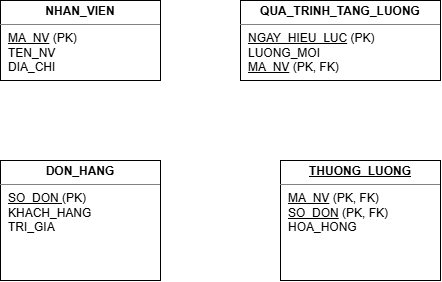 NHAN_VIEN
MA_NV (PK)
TEN_NV
DIA_CHI
QUA_TRINH_TANG_LUONG
NGAY_HIEU_LUC (PK)
LUONG_MOI
MA_NV (PK, FK)
DON_HANG
SO_DON (PK)
KHACH_HANG
TRI_GIA
THUONG_LUONG
MA_NV (PK, FK)
SO_DON (PK, FK)
HOA_HONG